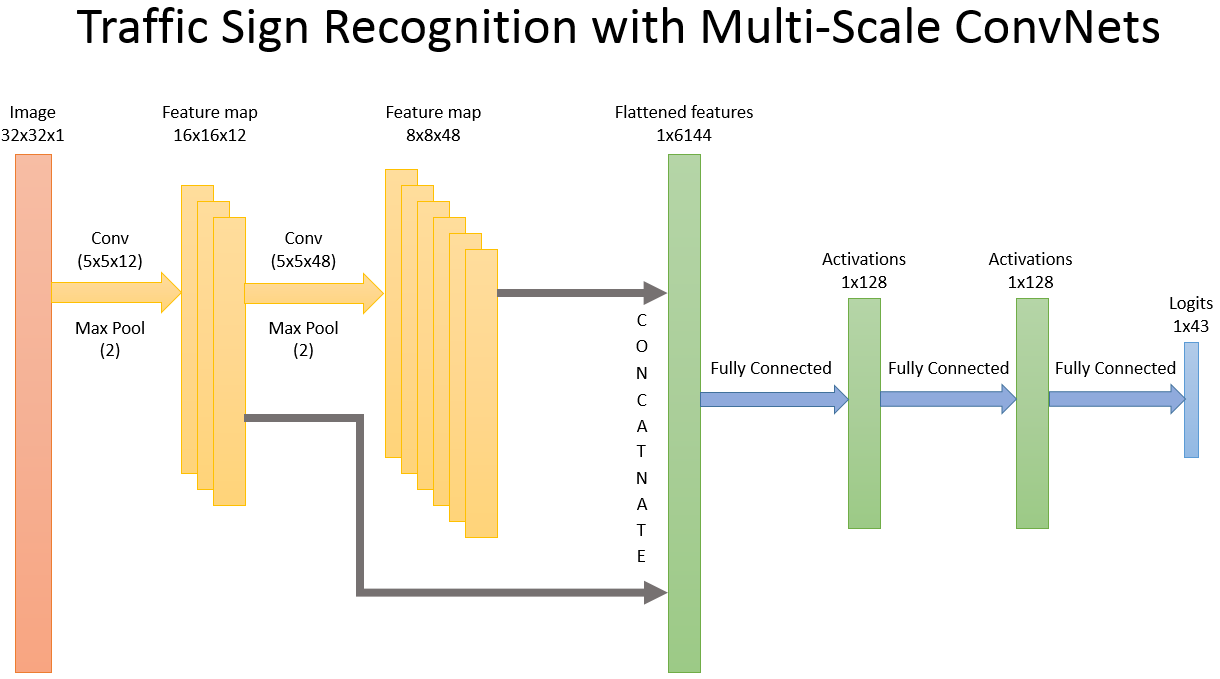 Traffic Sign Recognition with Multi-Scale ConvNets
Image
32x32x1
Feature map
16x16x12
Feature map
8x8x48
Flattened features
1x6144
Conv
(5x5x12)
Max Pool
(2)
Conv
(5x5x48)
Max Pool
(2)
CONCATNATE
Fully Connected
Activations
1x128
Fully Connected
Activations
1x128
Fully Connected
Logits
1x43